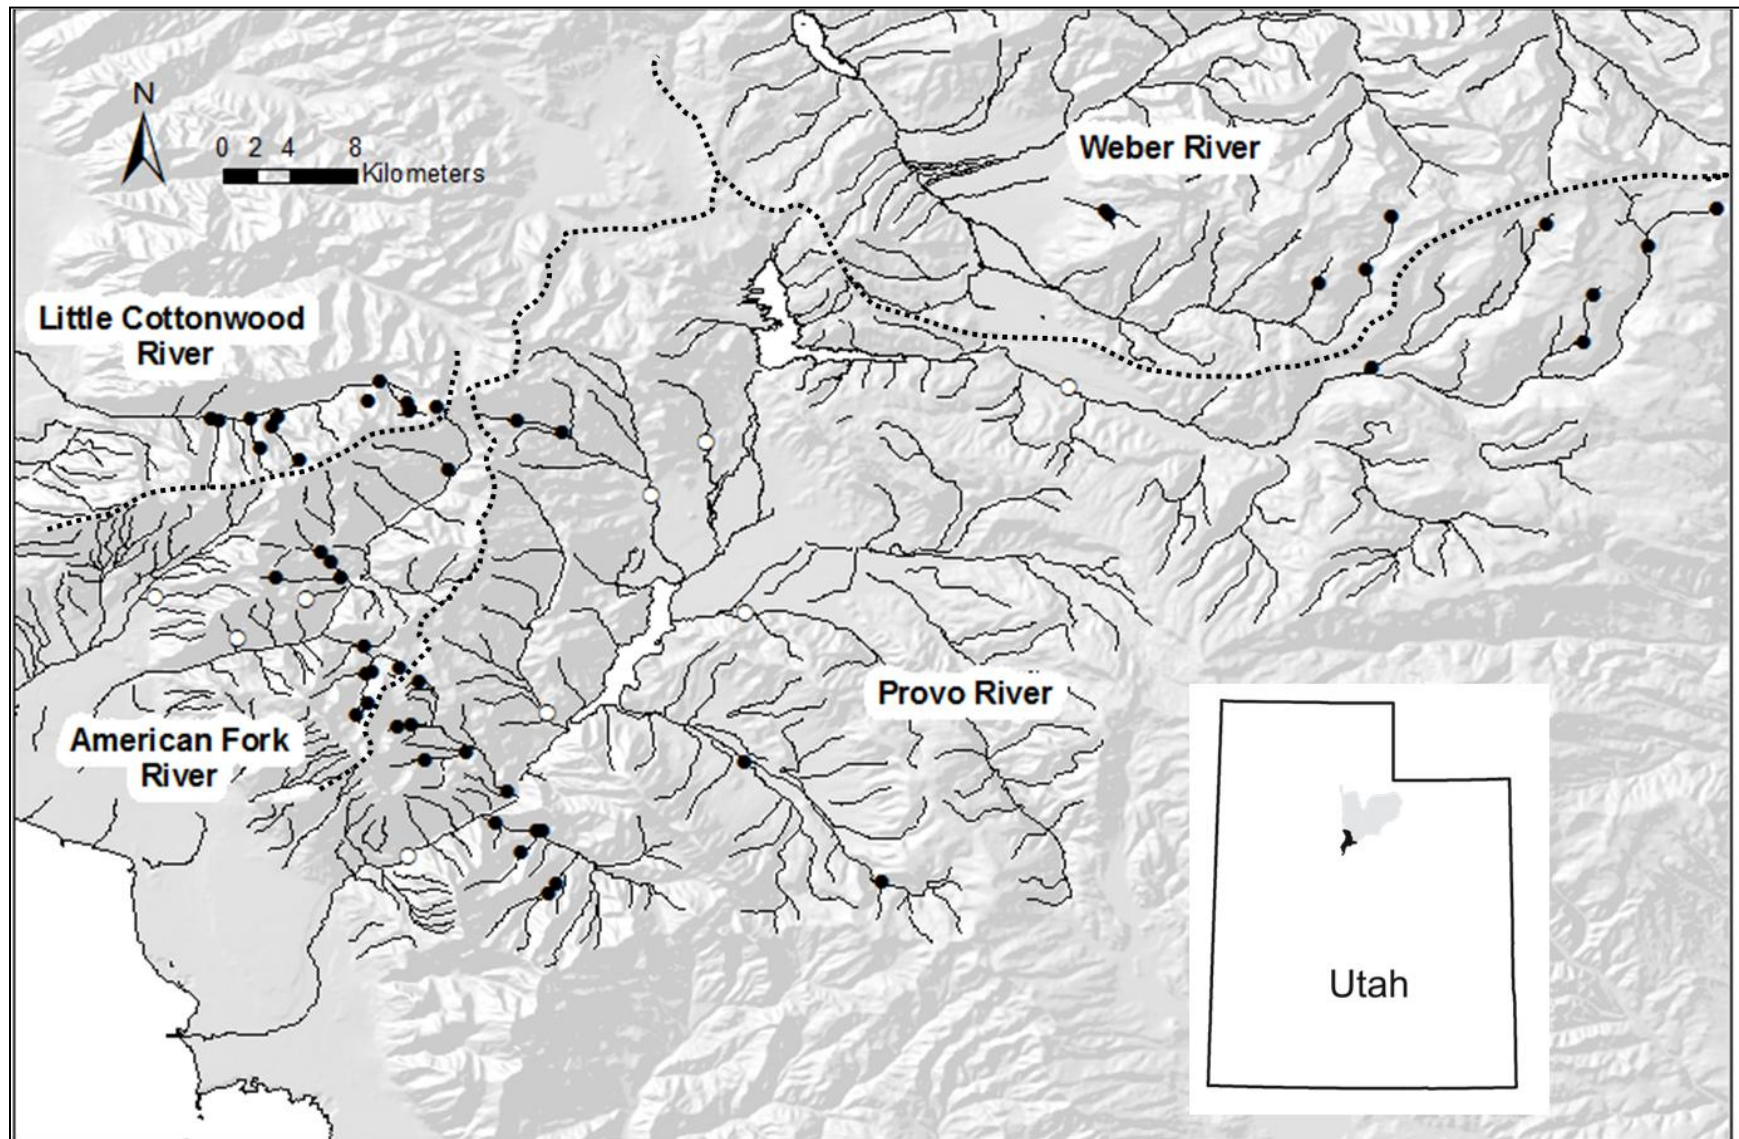 N
0 2 4 8
Kilometers
Weber River
Little Cottonwood
River
Provo River
American Fork
River
Utah